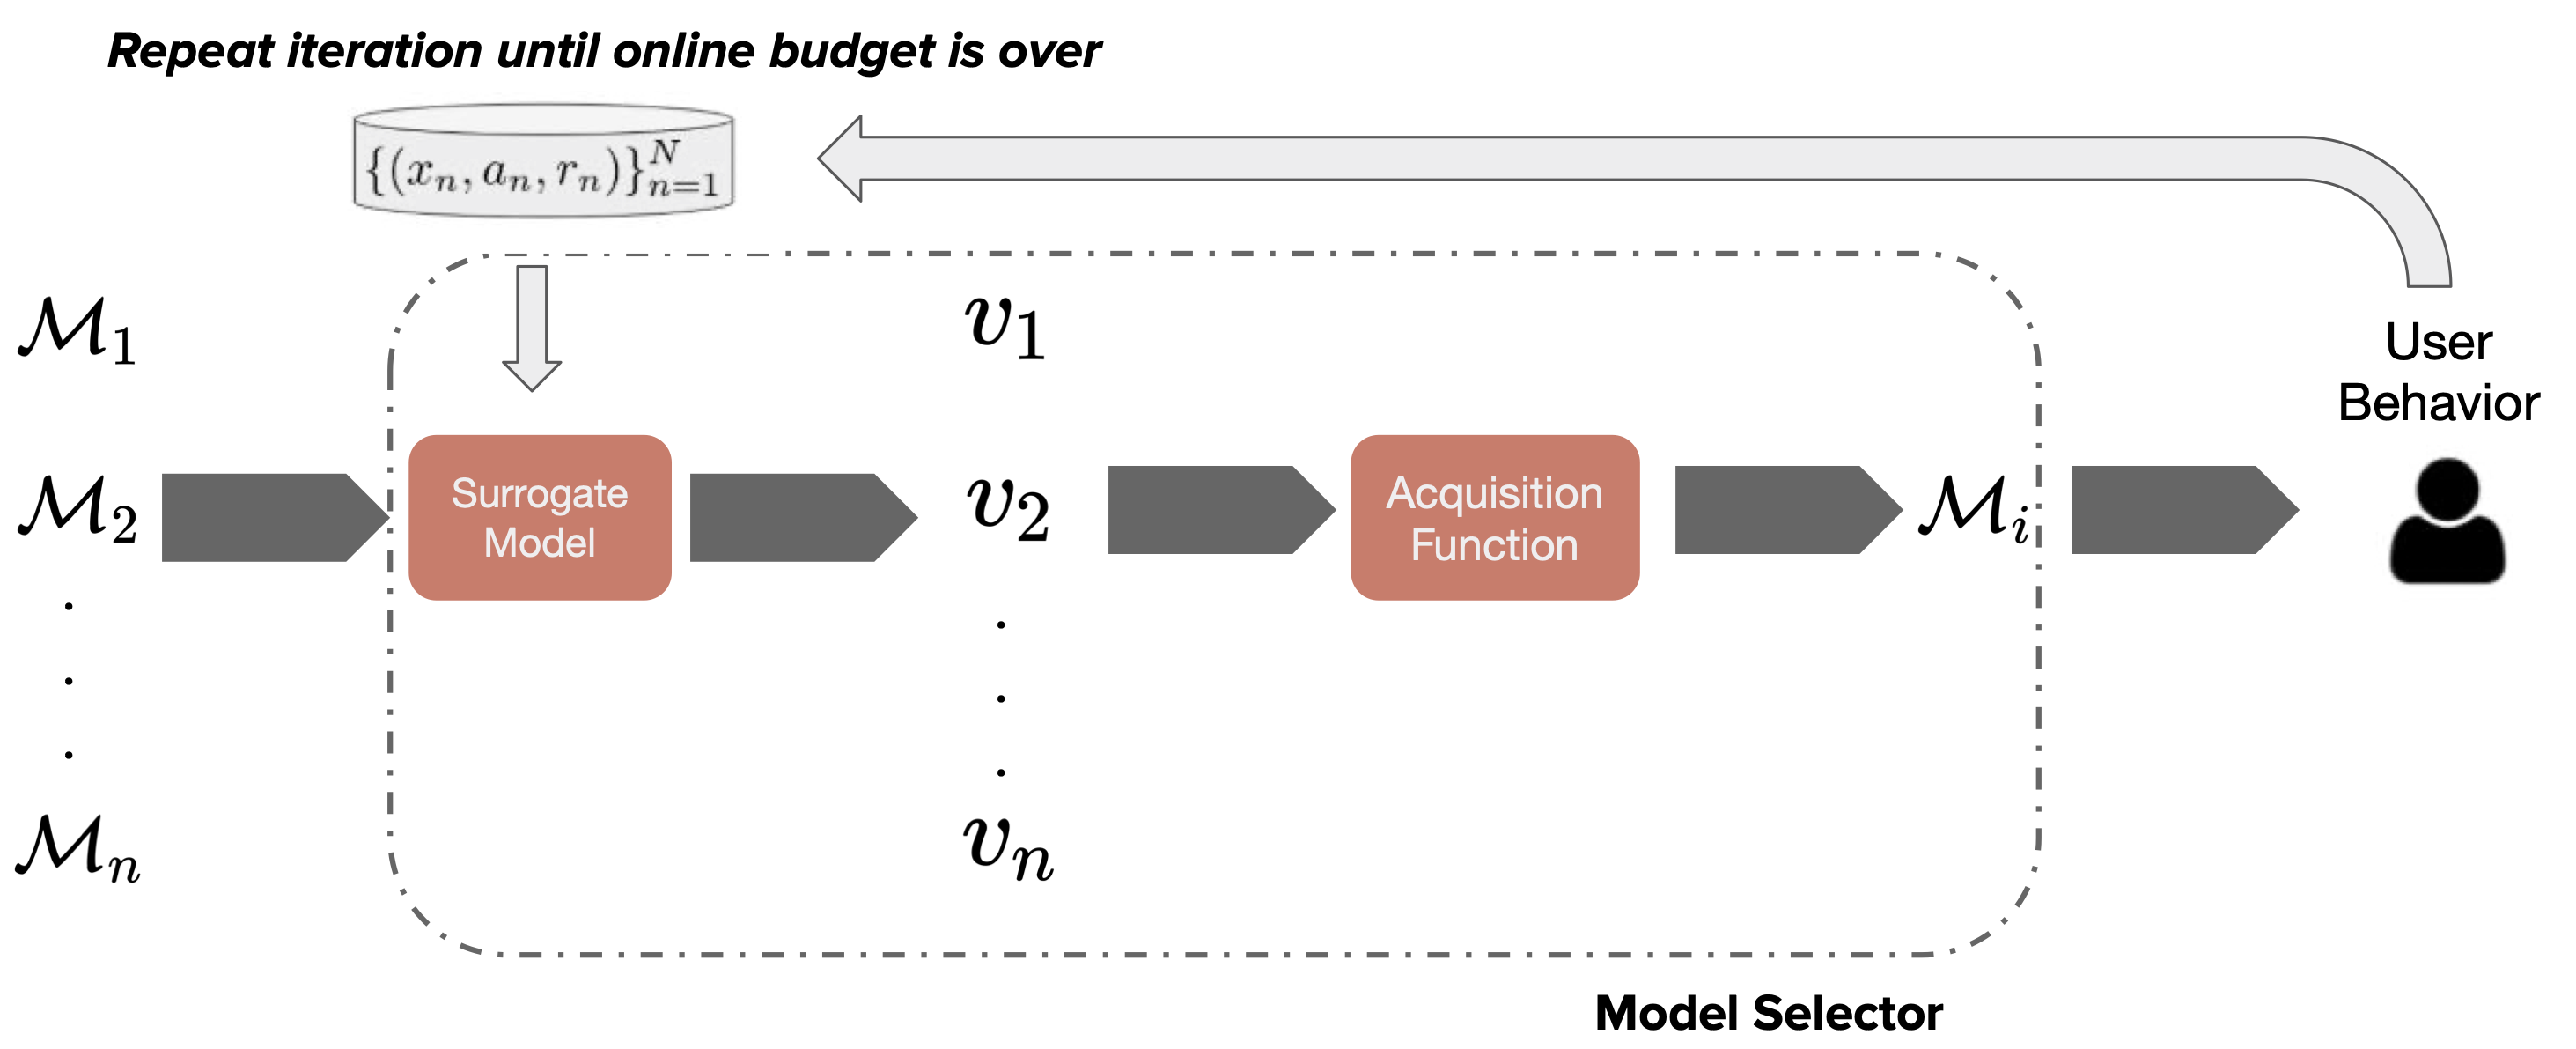 Repeat iteration until online budget is over
$\{(x_n, a_n, r_n)\}_{n=1}^{N}$
$\mathcal{M}_1$
$v_1$
User
Behavior
$\mathcal{M}_2$
Surrogate
Model
$v_2$
Acquisition
Function
$\mathcal{M}_i$
.
.
.
.
.
.
$\mathcal{M}_n$
$v_n$
Model Selector